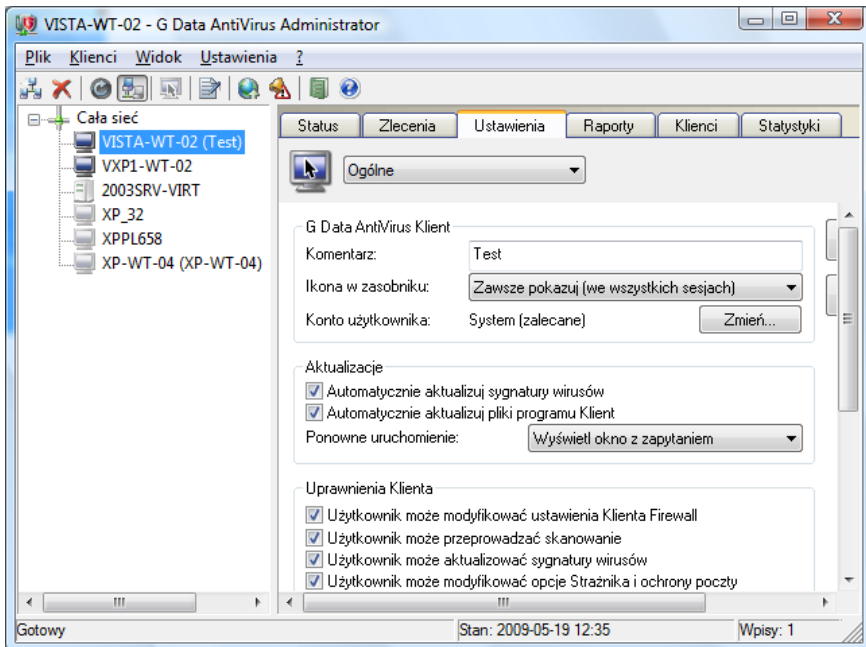 VISTA-WT-02 - G Data AntiVirus Administrator
Plik Klienci Widok Ustawienia ?
Cała sieć
VISTA-WT-02 (Test)
VXP1-WT-02
2003SRV-VIRT
XP_32
XPPL658
XP-WT-04 (XP-WT-04)
Status Zlecenia Ustawienia Raporty Klienci Statystyki
Ogólne
G Data AntiVirus Klient
Komentarz: Test
Ikona w zasobniku: Zawsze pokazuj (we wszystkich sesjach)
Konto użytkownika: System (zalecane) Zmień...
Aktualizacje
Automatycznie aktualizuj sygnatury wirusów
Automatycznie aktualizuj pliki programu Klient
Ponowne uruchomienie: Wyświetl okno z zapytaniem
Uprawnienia Klienta
Użytkownik może modyfikować ustawienia Klienta Firewall
Użytkownik może przeprowadzać skanowanie
Użytkownik może aktualizować sygnatury wirusów
Użytkownik może modyfikować opcje Strażnika i ochrony poczty
Gotowy Stan: 2009-05-19 12:35 Wpisy: 1